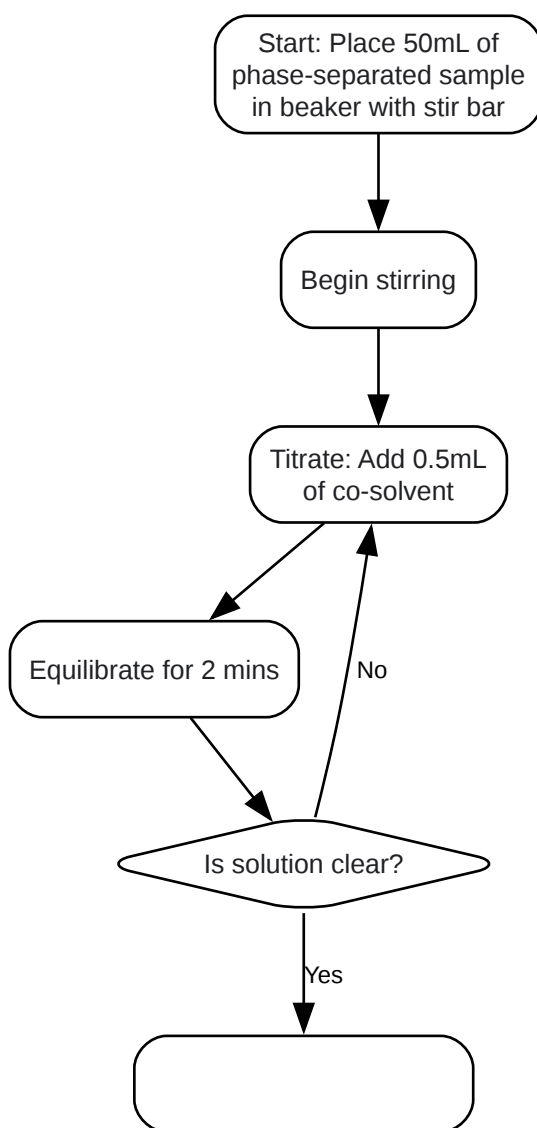 Start: Place 50mL of
phase-separated sample
in beaker with stir bar
Begin stirring
Titrate: Add 0.5mL
of co-solvent
Equilibrate for 2 mins
No
Is solution clear?
Yes